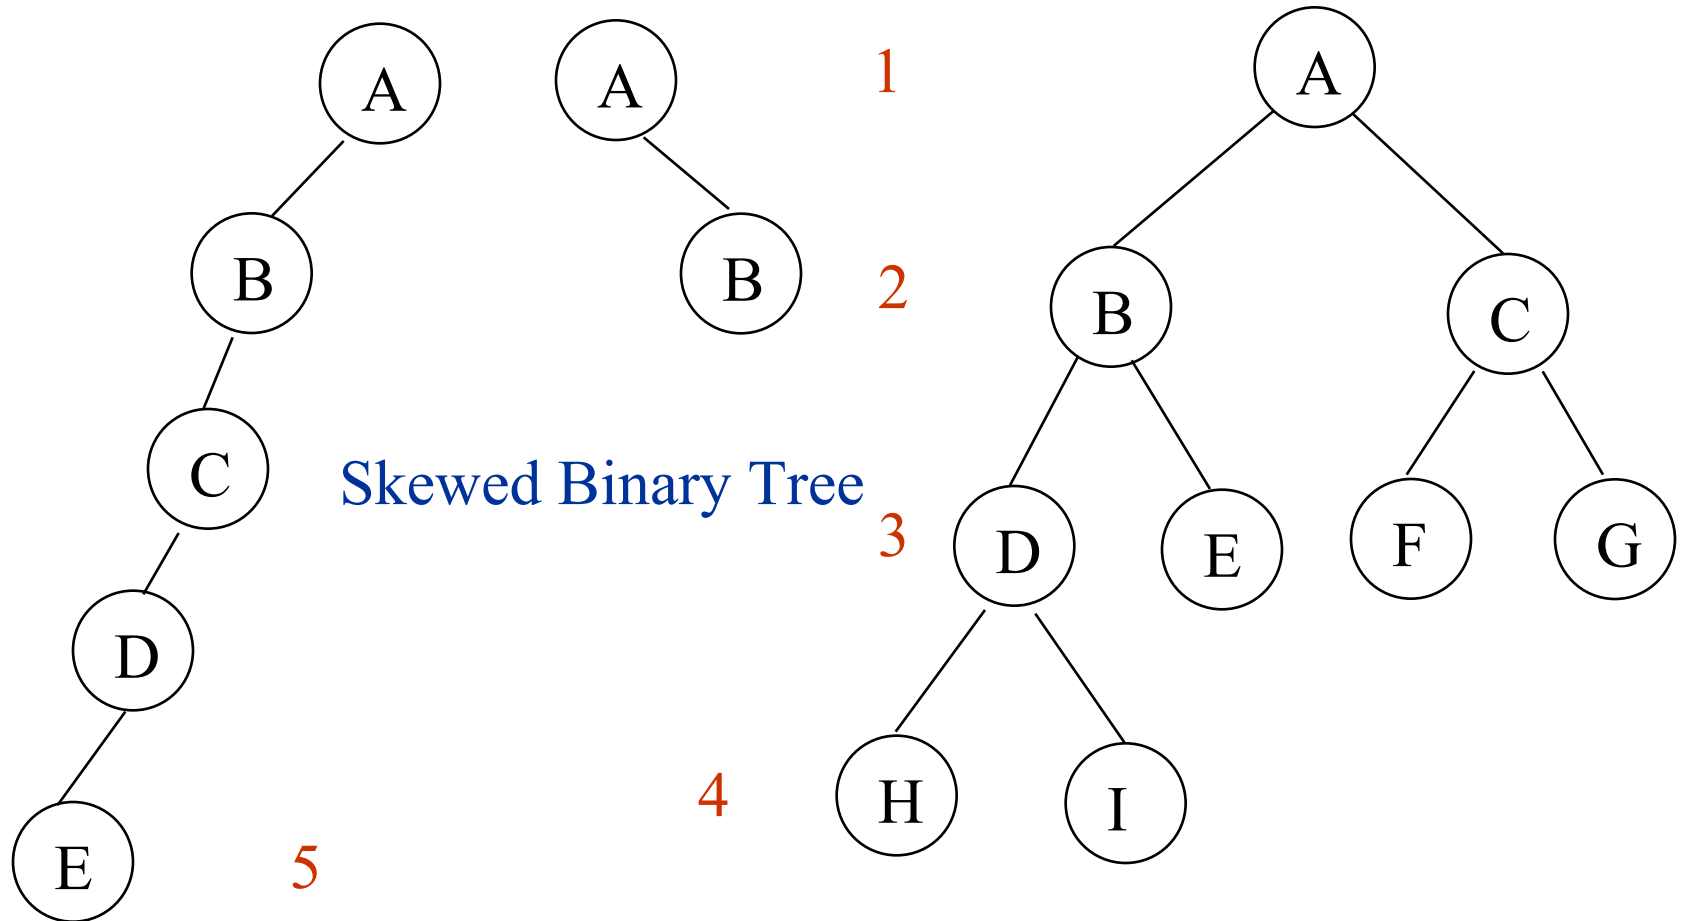 A A 1 A
B B 2 B C
C Skewed Binary Tree 3 D E F G
D
4 H I
E 5